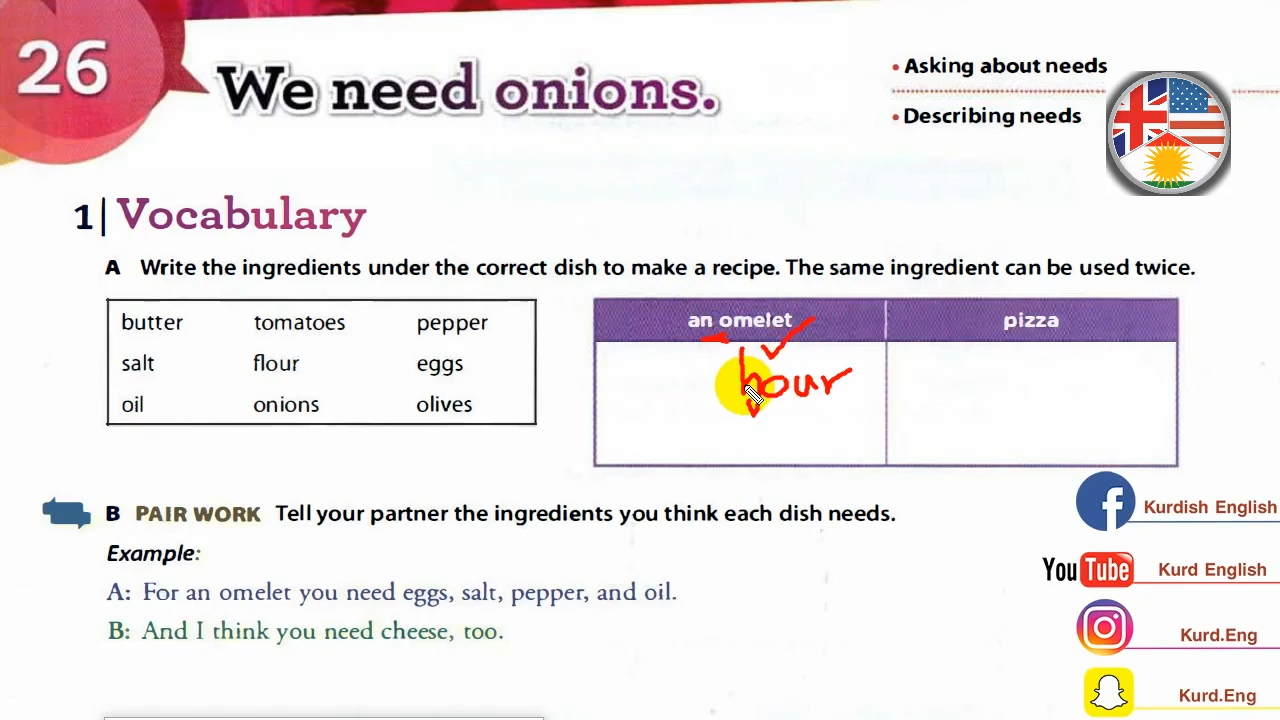 26
We need onions.
• Asking about needs
• Describing needs
1 | Vocabulary
A Write the ingredients under the correct dish to make a recipe. The same ingredient can be used twice.
butter tomatoes pepper
salt flour eggs
oil onions olives
an omelet pizza
hour
B PAIR WORK Tell your partner the ingredients you think each dish needs.
Example:
A: For an omelet you need eggs, salt, pepper, and oil.
B: And I think you need cheese, too.
f Kurdish English
YouTube Kurd English
Kurd.Eng
Kurd.Eng